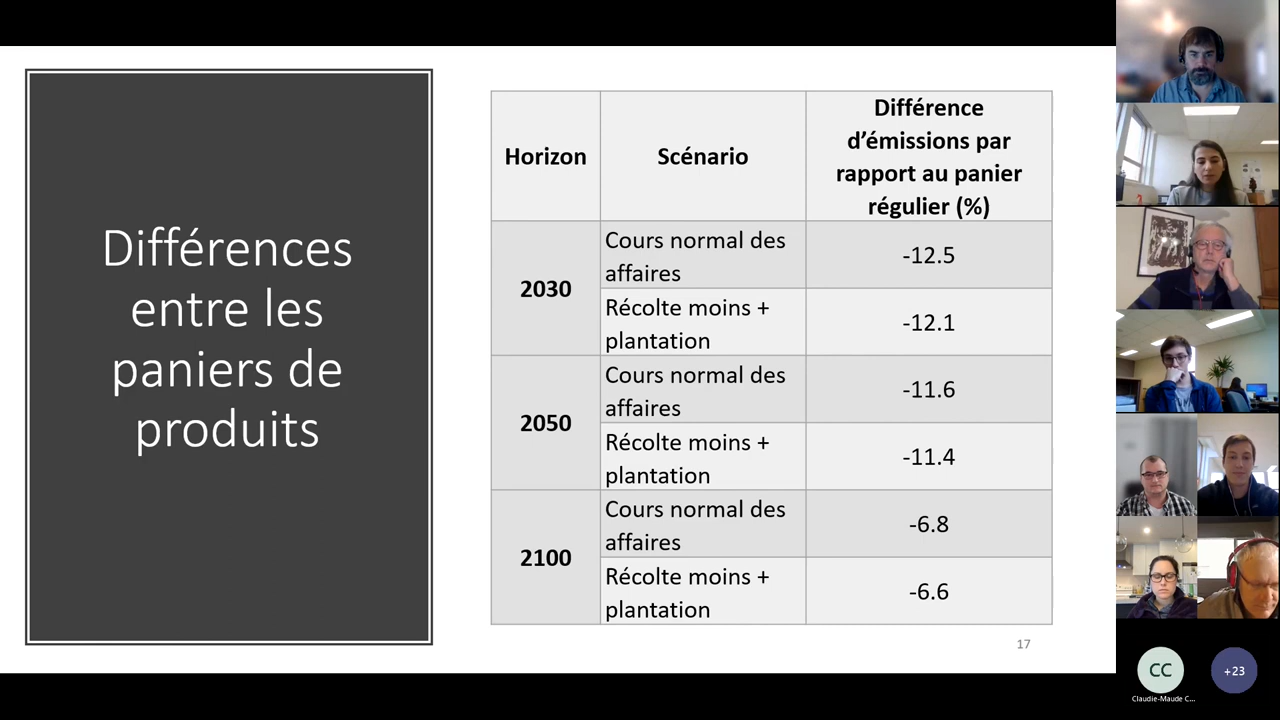 Différences
entre les
paniers de
produits
Horizon
Scénario
Différence
d’émissions par
rapport au panier
régulier (%)
2030
Cours normal des
affaires
-12.5
Récolte moins +
plantation
-12.1
2050
Cours normal des
affaires
-11.6
Récolte moins +
plantation
-11.4
2100
Cours normal des
affaires
-6.8
Récolte moins +
plantation
-6.6
17
CC
+23
Claudie-Maude C...